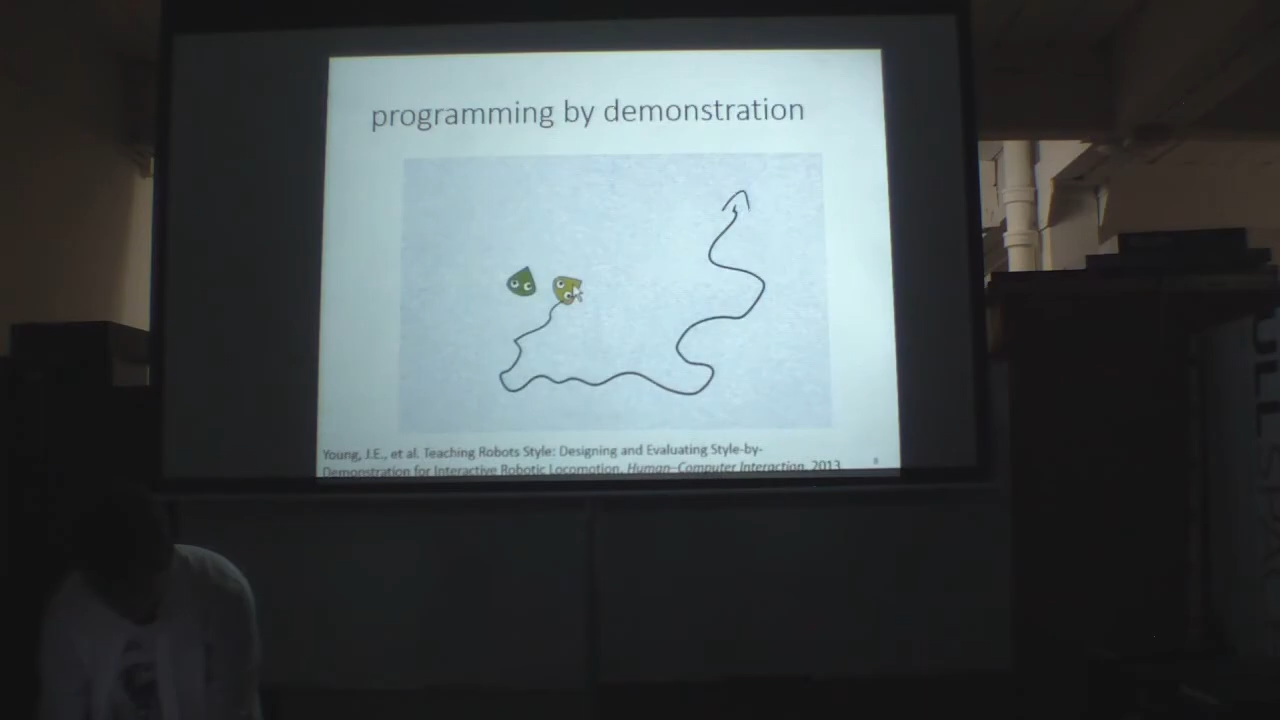 programming by demonstration
Young, J.E., et al. Teaching Robots Style: Designing and Evaluating Style-by-
Demonstration for Interactive Robotic Locomotion. Human–Computer Interaction. 2013